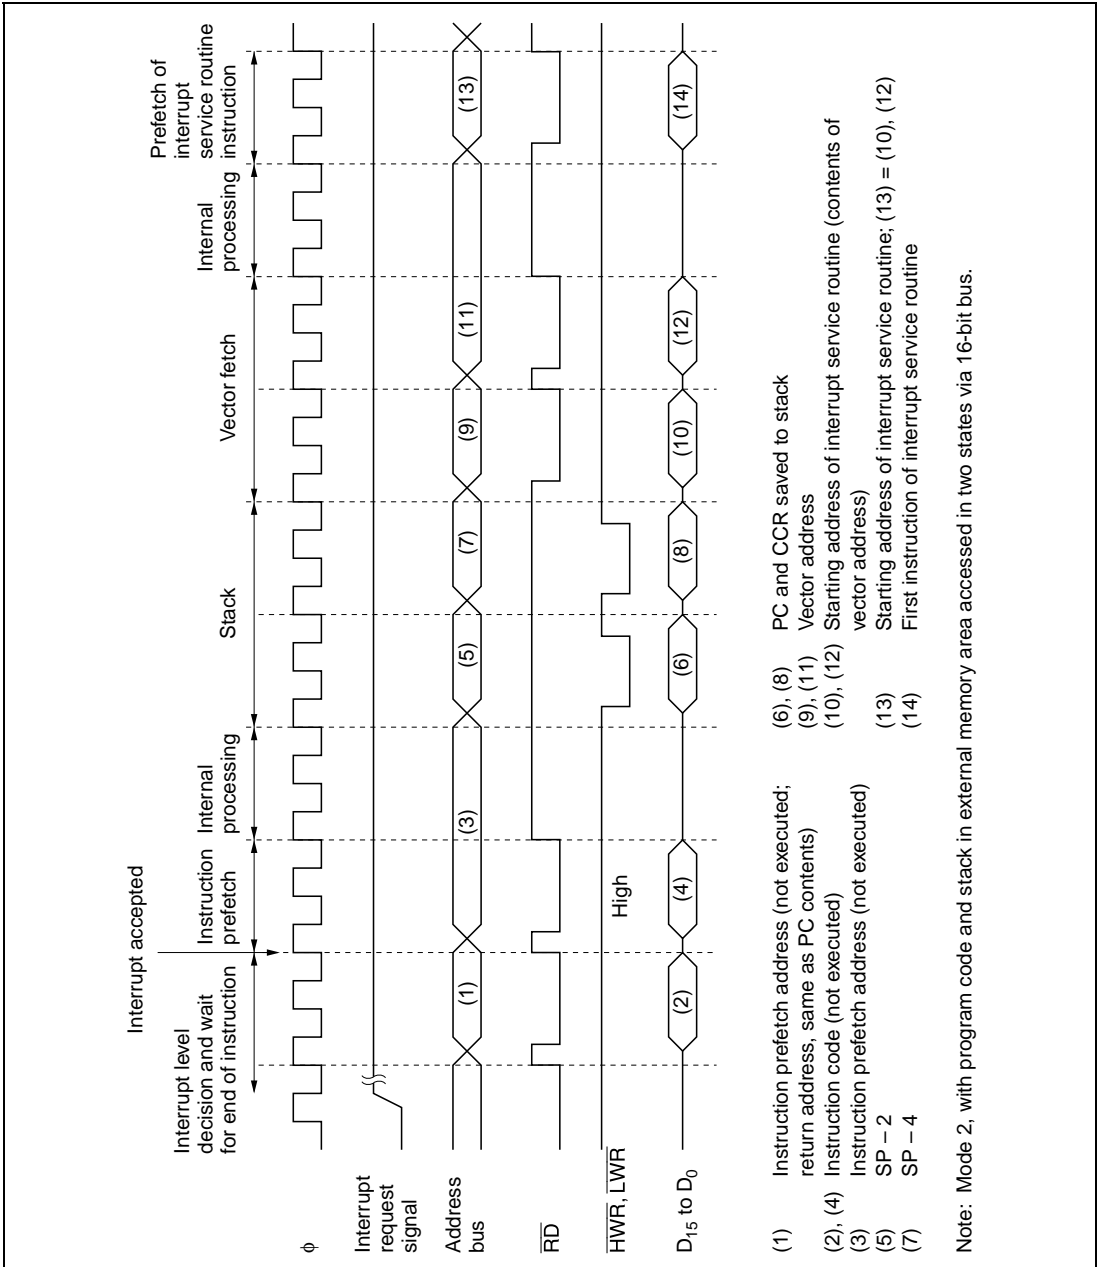 Interrupt accepted
Interrupt level
decision and wait
for end of instruction
Instruction
prefetch
Internal
processing
Stack
Vector fetch
Internal
processing
Prefetch of
interrupt
service routine
instruction
φ
Interrupt
request
signal
Address
bus
(1)
(3)
(5)
(7)
(9)
(11)
(13)
RD
HWR, LWR
High
D15 to D0
(2)
(4)
(6)
(8)
(10)
(12)
(14)
(1) Instruction prefetch address (not executed;
return address, same as PC contents)
(2), (4) Instruction code (not executed)
(3) Instruction prefetch address (not executed)
(5) SP – 2
(7) SP – 4
(6), (8) PC and CCR saved to stack
(9), (11) Vector address
(10), (12) Starting address of interrupt service routine (contents of
vector address)
(13) Starting address of interrupt service routine; (13) = (10), (12)
(14) First instruction of interrupt service routine
Note: Mode 2, with program code and stack in external memory area accessed in two states via 16-bit bus.